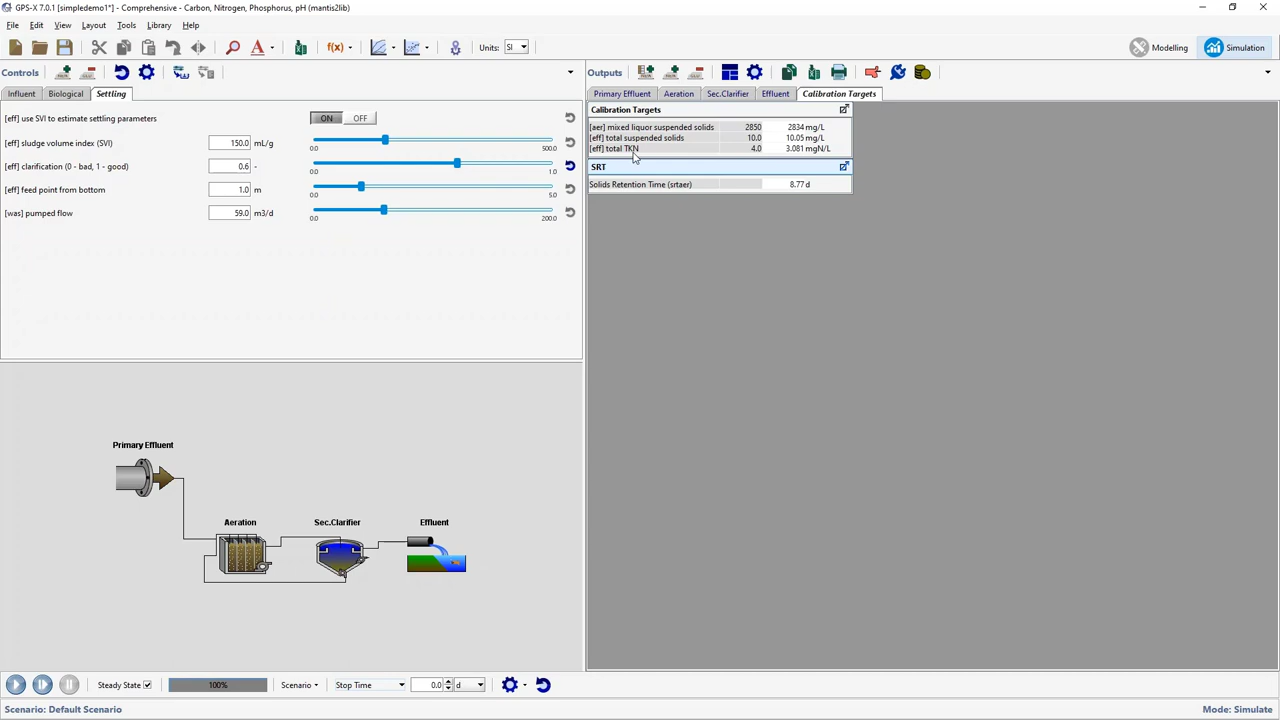 GPS-X 7.0.1 [simpledemo1*] - Comprehensive - Carbon, Nitrogen, Phosphorus, pH (mantis2lib)
File Edit View Layout Tools Library Help
A f(x) Units: SI Modelling Simulation
Controls Outputs
Influent Biological Settling Primary Effluent Aeration Sec.Clarifier Effluent Calibration Targets
Calibration Targets
[eff] use SVI to estimate settling parameters ON OFF
[aer] mixed liquor suspended solids 2850 2834 mg/L
[eff] total suspended solids 10.0 10.05 mg/L
[eff] total TKN 4.0 3.081 mgN/L
[eff] sludge volume index (SVI) 150.0 mL/g 0.0 500.0
[eff] clarification (0 - bad, 1 - good) 0.6 - 0.0 1.0
SRT
Solids Retention Time (srtaer) 8.77 d
[eff] feed point from bottom 1.0 m 0.0 5.0
[was] pumped flow 59.0 m3/d 0.0 200.0
Primary Effluent
Aeration Sec.Clarifier Effluent
Steady State 100% Scenario Stop Time 0.0 d
Scenario: Default Scenario Mode: Simulate